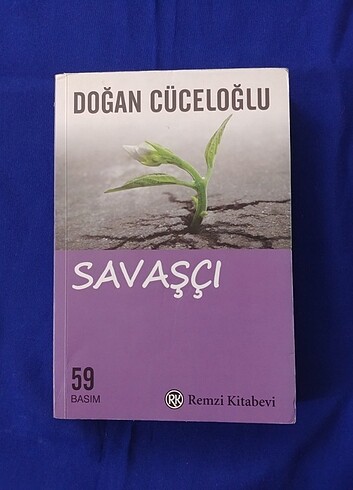 DOĞAN CÜCELOĞLU
SAVAŞÇI
59
BASIM
RK Remzi Kitabevi